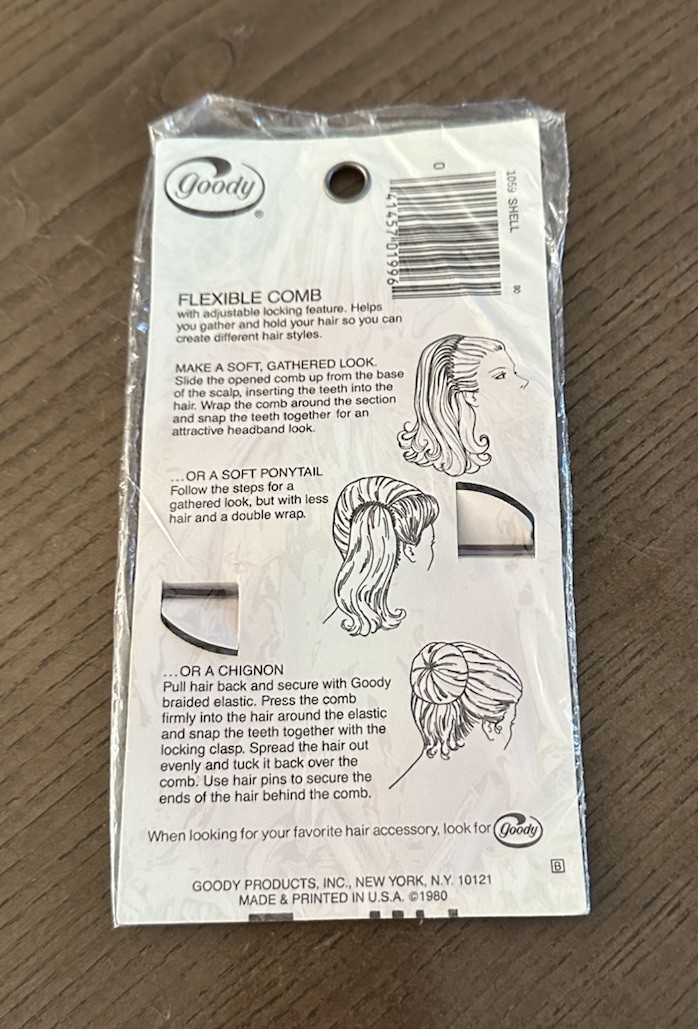 goody®
0
41457 01996
1059 SHELL
90
FLEXIBLE COMB
with adjustable locking feature. Helps
you gather and hold your hair so you can
create different hair styles.
MAKE A SOFT, GATHERED LOOK.
Slide the opened comb up from the base
of the scalp, inserting the teeth into the
hair. Wrap the comb around the section
and snap the teeth together for an
attractive headband look.
...OR A SOFT PONYTAIL
Follow the steps for a
gathered look, but with less
hair and a double wrap.
...OR A CHIGNON
Pull hair back and secure with Goody
braided elastic. Press the comb
firmly into the hair around the elastic
and snap the teeth together with the
locking clasp. Spread the hair out
evenly and tuck it back over the
comb. Use hair pins to secure the
ends of the hair behind the comb.
When looking for your favorite hair accessory, look for goody
B
GOODY PRODUCTS, INC., NEW YORK, N.Y. 10121
MADE & PRINTED IN U.S.A. ©1980